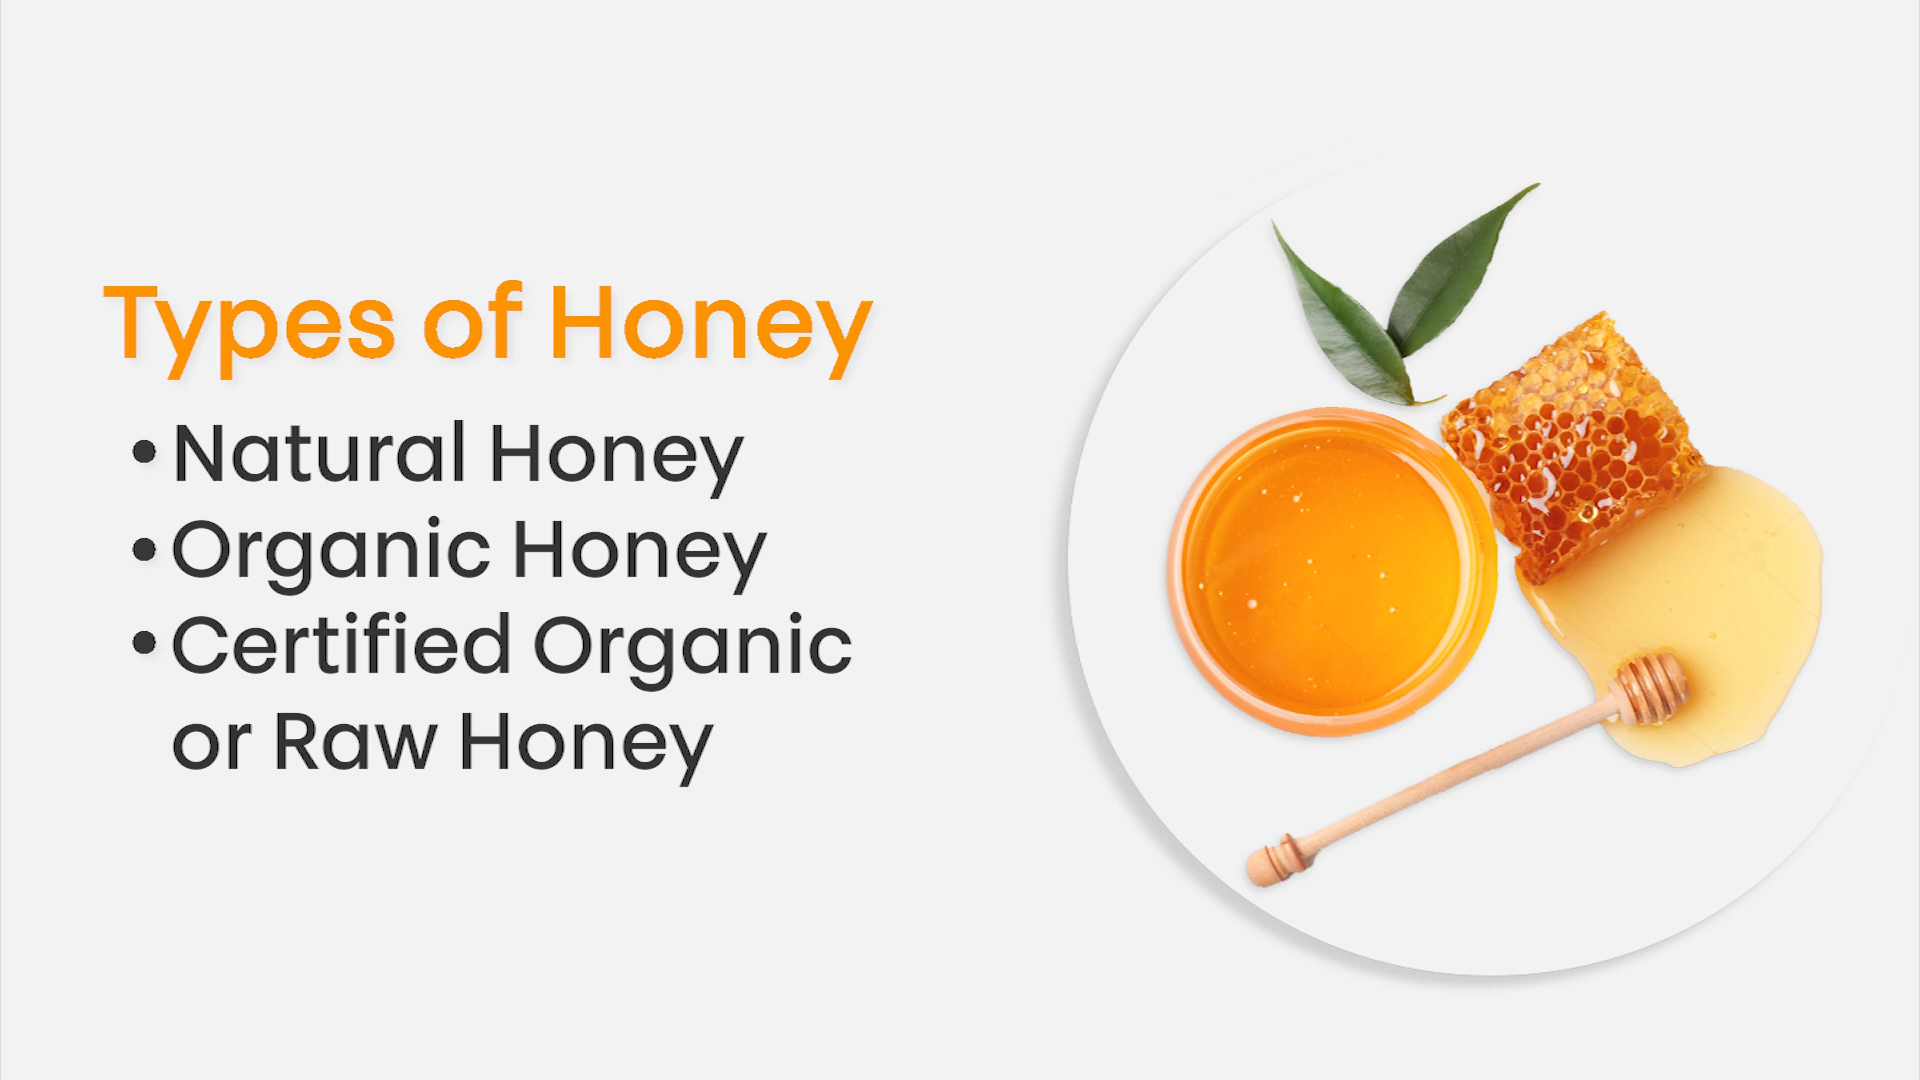 Types of Honey
• Natural Honey
• Organic Honey
• Certified Organic
or Raw Honey